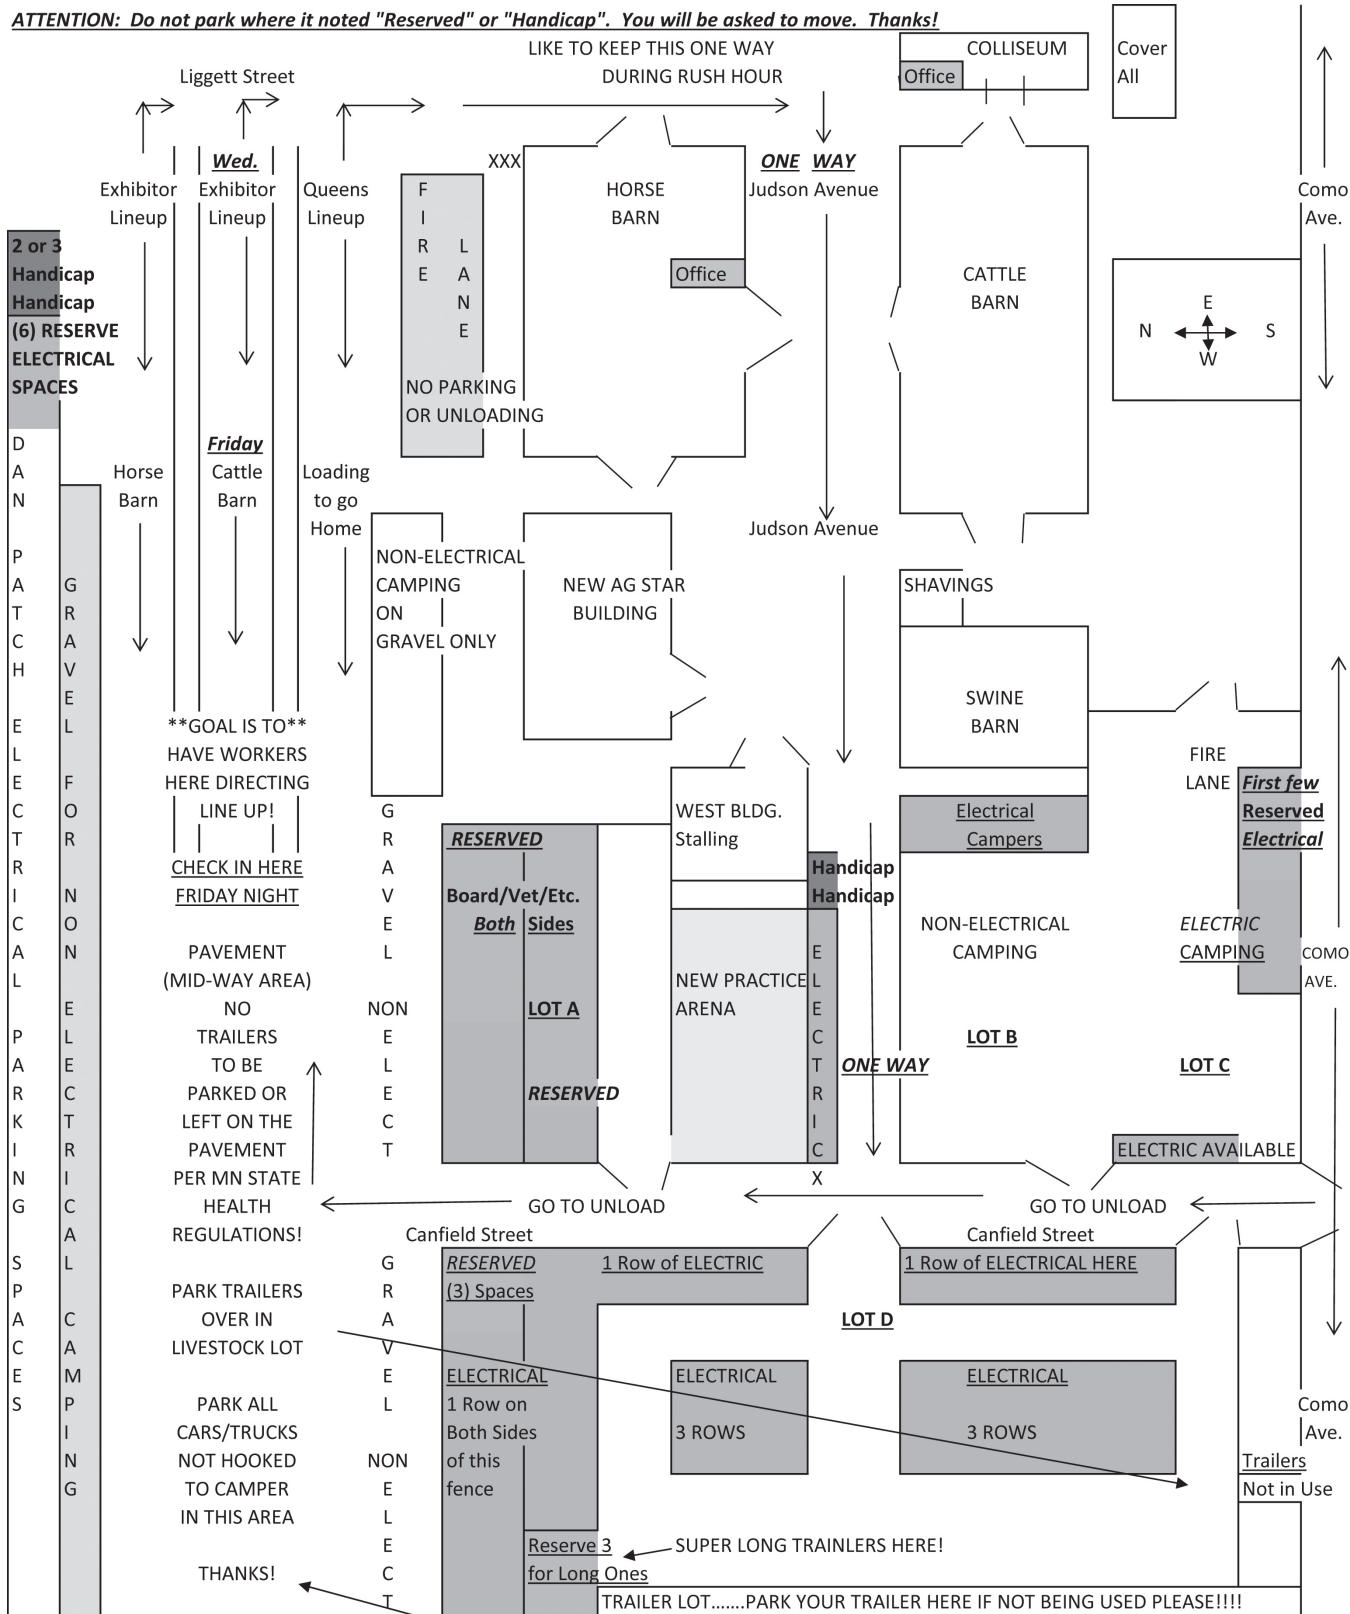 ATTENTION: Do not park where it noted "Reserved" or "Handicap". You will be asked to move. Thanks!
LIKE TO KEEP THIS ONE WAY
DURING RUSH HOUR
COLLISEUM
Office
Cover
All
Liggett Street
XXX
Wed.
Exhibitor
Lineup
Exhibitor
Lineup
Queens
Lineup
FIRE
LANE
NO PARKING
OR UNLOADING
HORSE
BARN
Office
ONE WAY
Judson Avenue
CATTLE
BARN
Como
Ave.
E
N S
W
2 or 3
Handicap
Handicap
(6) RESERVE
ELECTRICAL
SPACES
DAN PATCH ELECTRICAL PARKING SPACES
GRAVEL FOR NON ELECTRICAL CAMPING
Horse
Barn
Friday
Cattle
Barn
Loading
to go
Home
NON-ELECTRICAL
CAMPING
ON
GRAVEL ONLY
NEW AG STAR
BUILDING
Judson Avenue
SHAVINGS
SWINE
BARN
**GOAL IS TO**
HAVE WORKERS
HERE DIRECTING
LINE UP!
CHECK IN HERE
FRIDAY NIGHT
PAVEMENT
(MID-WAY AREA)
NO
TRAILERS
TO BE
PARKED OR
LEFT ON THE
PAVEMENT
PER MN STATE
HEALTH
REGULATIONS!
PARK TRAILERS
OVER IN
LIVESTOCK LOT
PARK ALL
CARS/TRUCKS
NOT HOOKED
TO CAMPER
IN THIS AREA
THANKS!
GRAVEL
NON
ELECT
RESERVED
Board/Vet/Etc.
Both Sides
LOT A
RESERVED
WEST BLDG.
Stalling
Handicap
Handicap
NEW PRACTICE
ARENA
ELECTRIC
X
ONE WAY
Electrical
Campers
NON-ELECTRICAL
CAMPING
LOT B
FIRE
LANE
First few
Reserved
Electrical
ELECTRIC
CAMPING
COMO
AVE.
LOT C
ELECTRIC AVAILABLE
GO TO UNLOAD
GO TO UNLOAD
Canfield Street
Canfield Street
GRAVEL
NON
ELECT
RESERVED
(3) Spaces
1 Row of ELECTRIC
1 Row of ELECTRICAL HERE
LOT D
ELECTRICAL
1 Row on
Both Sides
of this
fence
ELECTRICAL
3 ROWS
ELECTRICAL
3 ROWS
Como
Ave.
Trailers
Not in Use
Reserve 3
for Long Ones
SUPER LONG TRAINLERS HERE!
TRAILER LOT.......PARK YOUR TRAILER HERE IF NOT BEING USED PLEASE!!!!